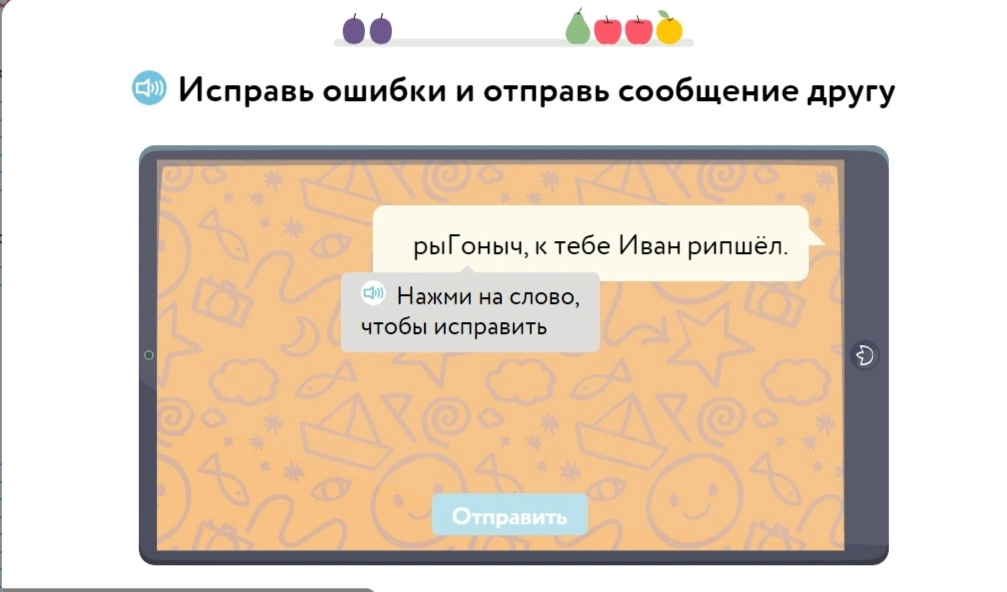 Исправь ошибки и отправь сообщение другу
рыГоныч, к тебе Иван рипшёл.
Нажми на слово,
чтобы исправить
Отправить